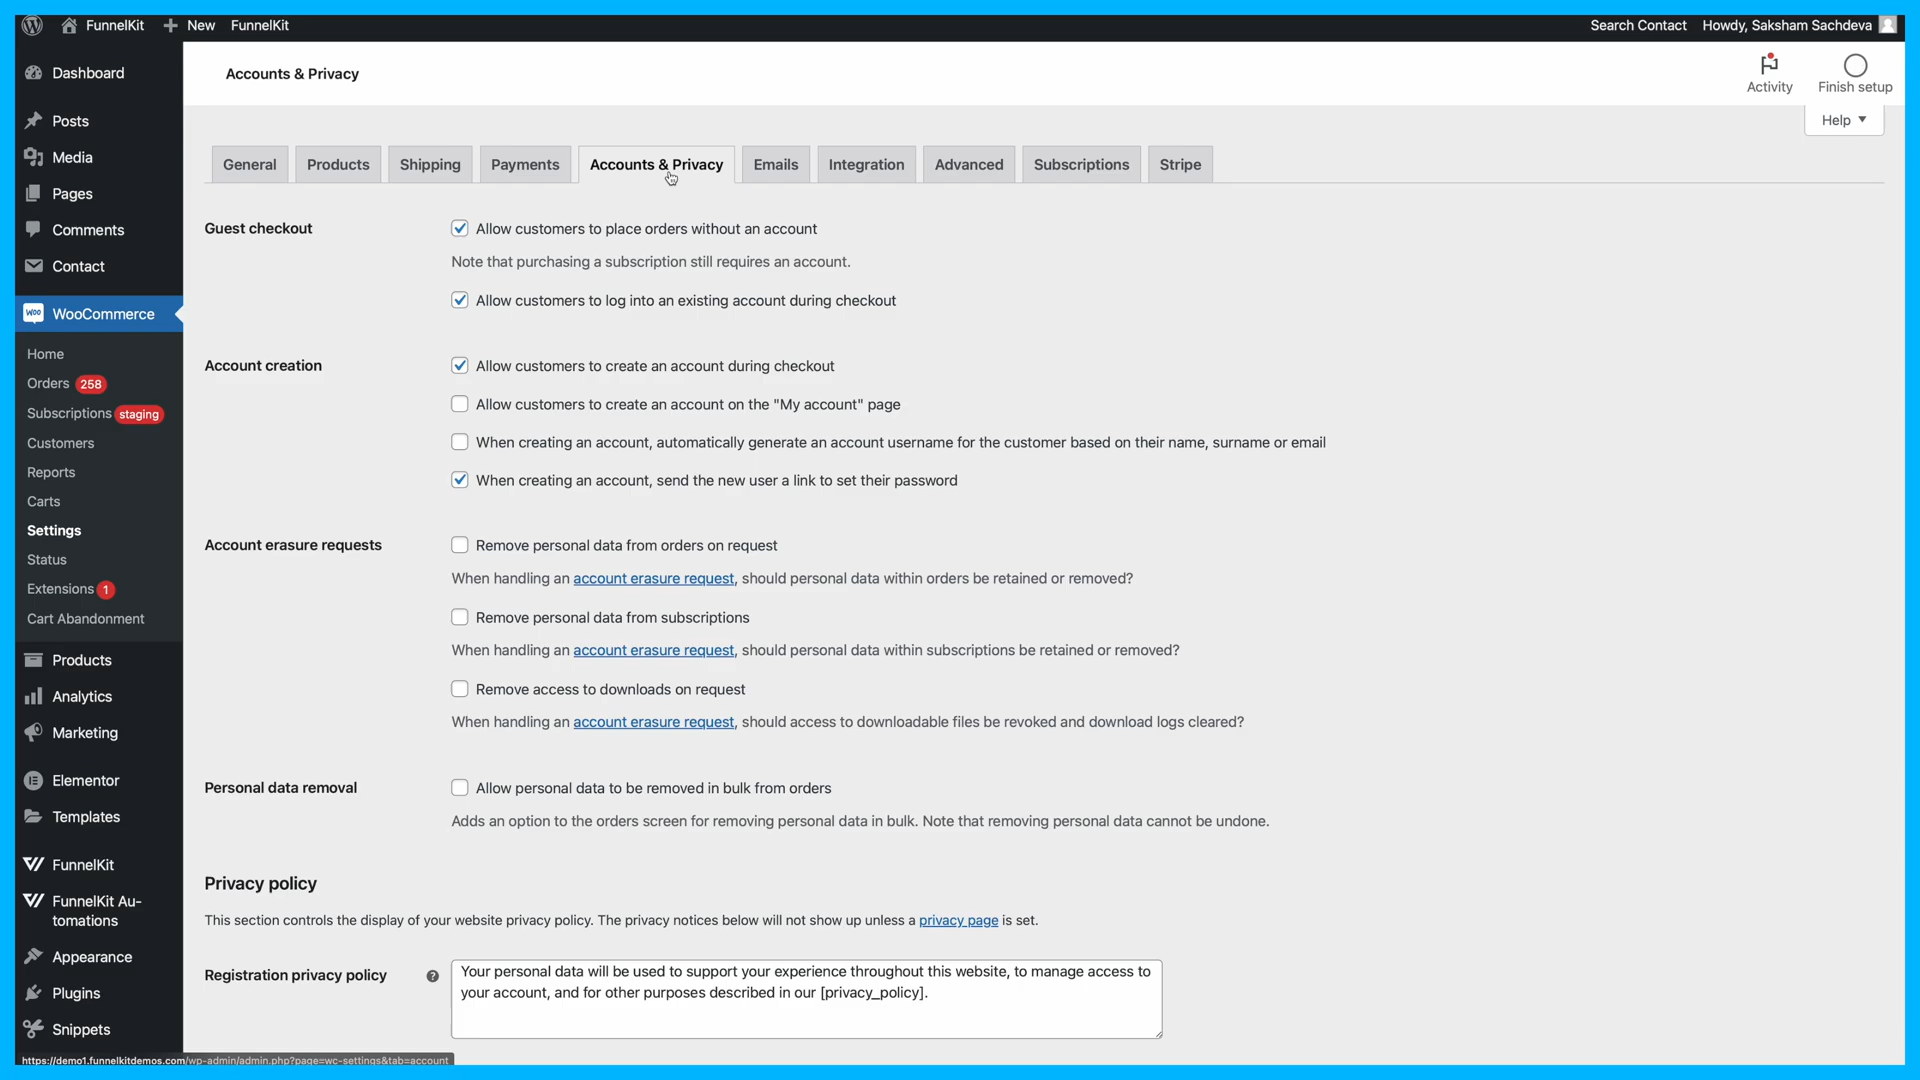 FunnelKit
New
FunnelKit
Search Contact
Howdy, Saksham Sachdeva
Dashboard
Posts
Media
Pages
Comments
Contact
WOO
WooCommerce
Home
Orders 258
Subscriptions staging
Customers
Reports
Carts
Settings
Status
Extensions 1
Cart Abandonment
Products
Analytics
Marketing
Elementor
Templates
FunnelKit
FunnelKit Au-
tomations
Appearance
Plugins
Snippets
Accounts & Privacy
Activity
Finish setup
Help ▼
General
Products
Shipping
Payments
Accounts & Privacy
Emails
Integration
Advanced
Subscriptions
Stripe
Guest checkout
Allow customers to place orders without an account
Note that purchasing a subscription still requires an account.
Allow customers to log into an existing account during checkout
Account creation
Allow customers to create an account during checkout
Allow customers to create an account on the "My account" page
When creating an account, automatically generate an account username for the customer based on their name, surname or email
When creating an account, send the new user a link to set their password
Account erasure requests
Remove personal data from orders on request
When handling an account erasure request, should personal data within orders be retained or removed?
Remove personal data from subscriptions
When handling an account erasure request, should personal data within subscriptions be retained or removed?
Remove access to downloads on request
When handling an account erasure request, should access to downloadable files be revoked and download logs cleared?
Personal data removal
Allow personal data to be removed in bulk from orders
Adds an option to the orders screen for removing personal data in bulk. Note that removing personal data cannot be undone.
Privacy policy
This section controls the display of your website privacy policy. The privacy notices below will not show up unless a privacy page is set.
Registration privacy policy
?
Your personal data will be used to support your experience throughout this website, to manage access to
your account, and for other purposes described in our [privacy_policy].
https://demo1.funnelkitdemos.com/wp-admin/admin.php?page=wc-settings&tab=account